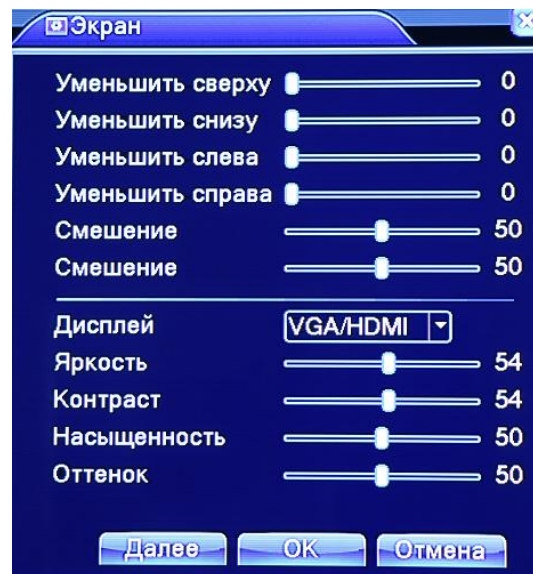 Экран
Уменьшить сверху 0
Уменьшить снизу 0
Уменьшить слева 0
Уменьшить справа 0
Смешение 50
Смешение 50
Дисплей VGA/HDMI
Яркость 54
Контраст 54
Насыщенность 50
Оттенок 50
Далее OK Отмена